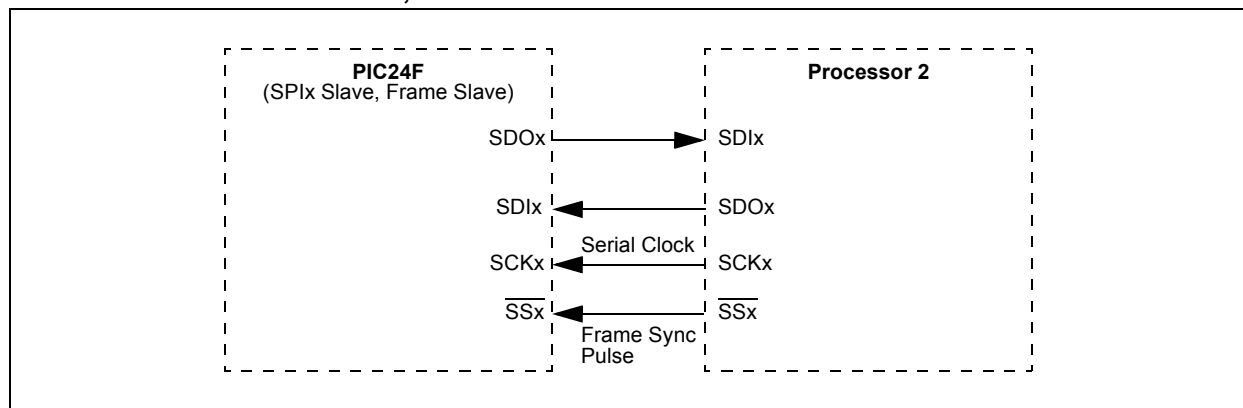 PIC24F
(SPIx Slave, Frame Slave)
Processor 2
SDOx
SDIx
SDIx
SDOx
Serial Clock
SCKx
SCKx
SSx
SSx
Frame Sync
Pulse